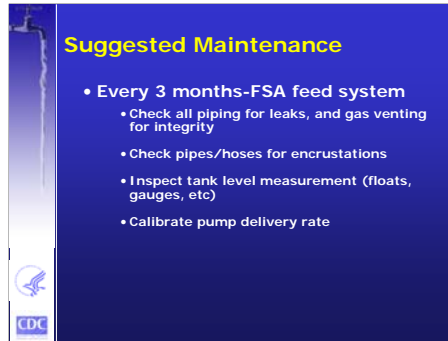 Suggested Maintenance
• Every 3 months-FSA feed system
• Check all piping for leaks, and gas venting
for integrity
• Check pipes/hoses for encrustations
• Inspect tank level measurement (floats,
gauges, etc)
• Calibrate pump delivery rate
CDC